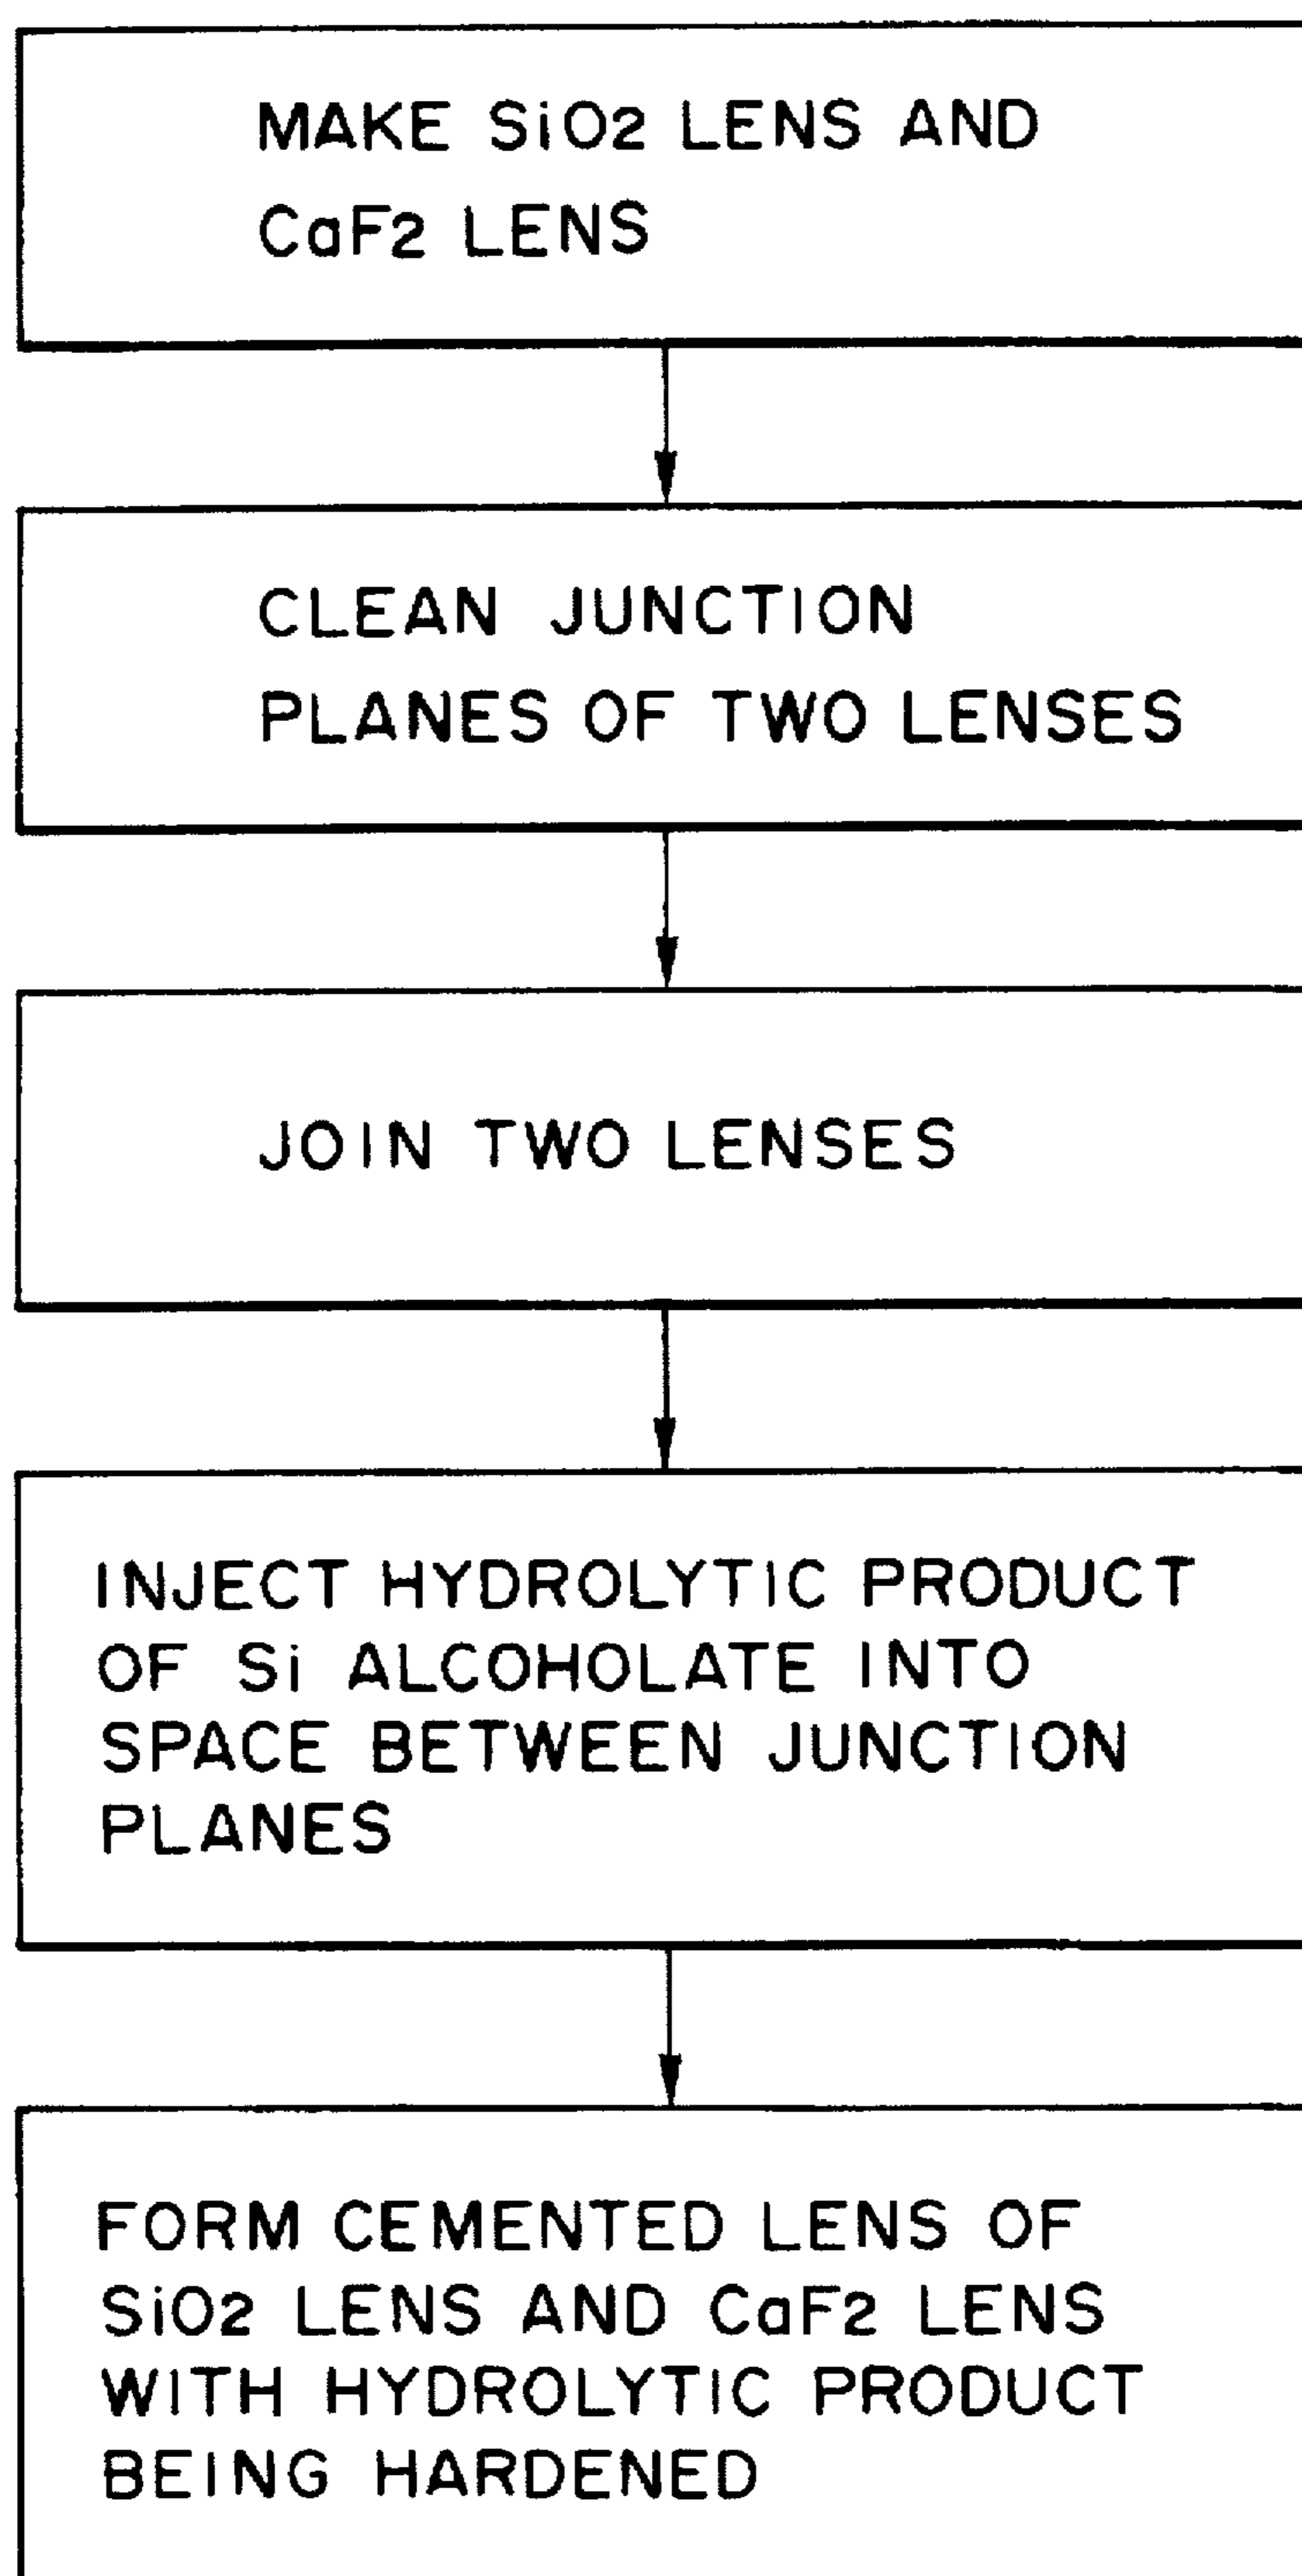 MAKE SiO2 LENS AND
CaF2 LENS
CLEAN JUNCTION
PLANES OF TWO LENSES
JOIN TWO LENSES
INJECT HYDROLYTIC PRODUCT
OF Si ALCOHOLATE INTO
SPACE BETWEEN JUNCTION
PLANES
FORM CEMENTED LENS OF
SiO2 LENS AND CaF2 LENS
WITH HYDROLYTIC PRODUCT
BEING HARDENED